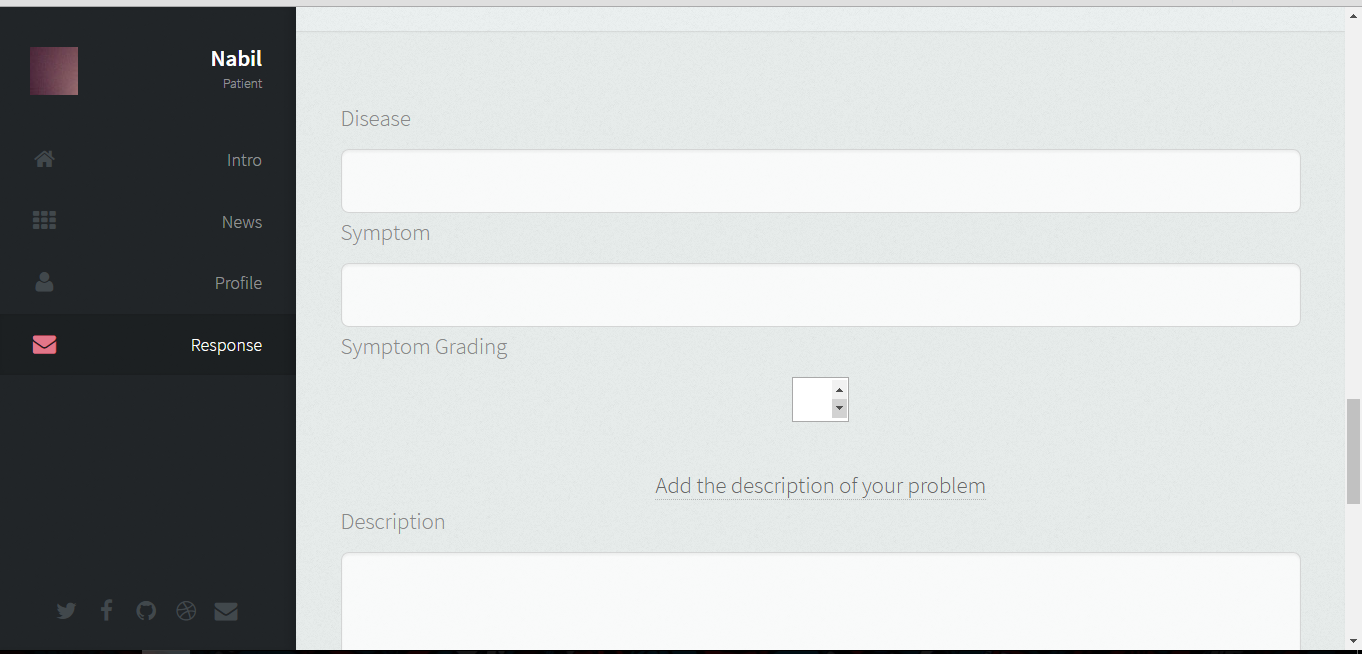 Nabil
Patient
Intro
News
Profile
Response
Disease
Symptom
Symptom Grading
Add the description of your problem
Description